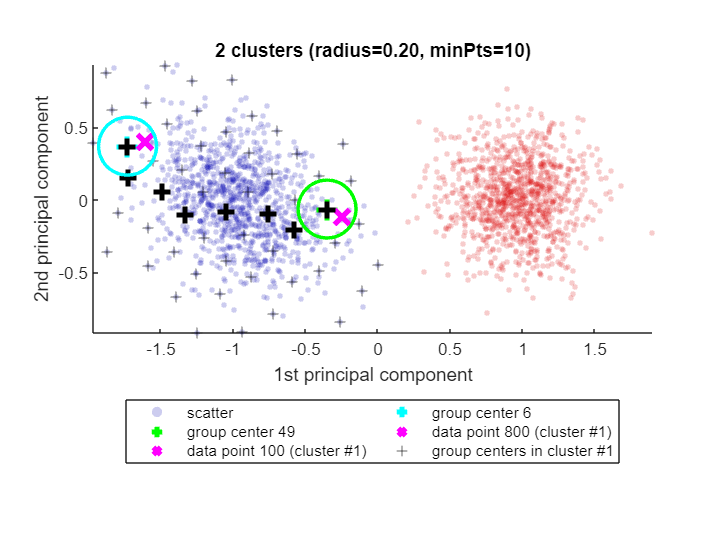 2 clusters (radius=0.20, minPts=10)
2nd principal component
0.5
0
-0.5
-1.5 -1 -0.5 0 0.5 1 1.5
1st principal component
scatter group center 6
group center 49 data point 800 (cluster #1)
data point 100 (cluster #1) group centers in cluster #1